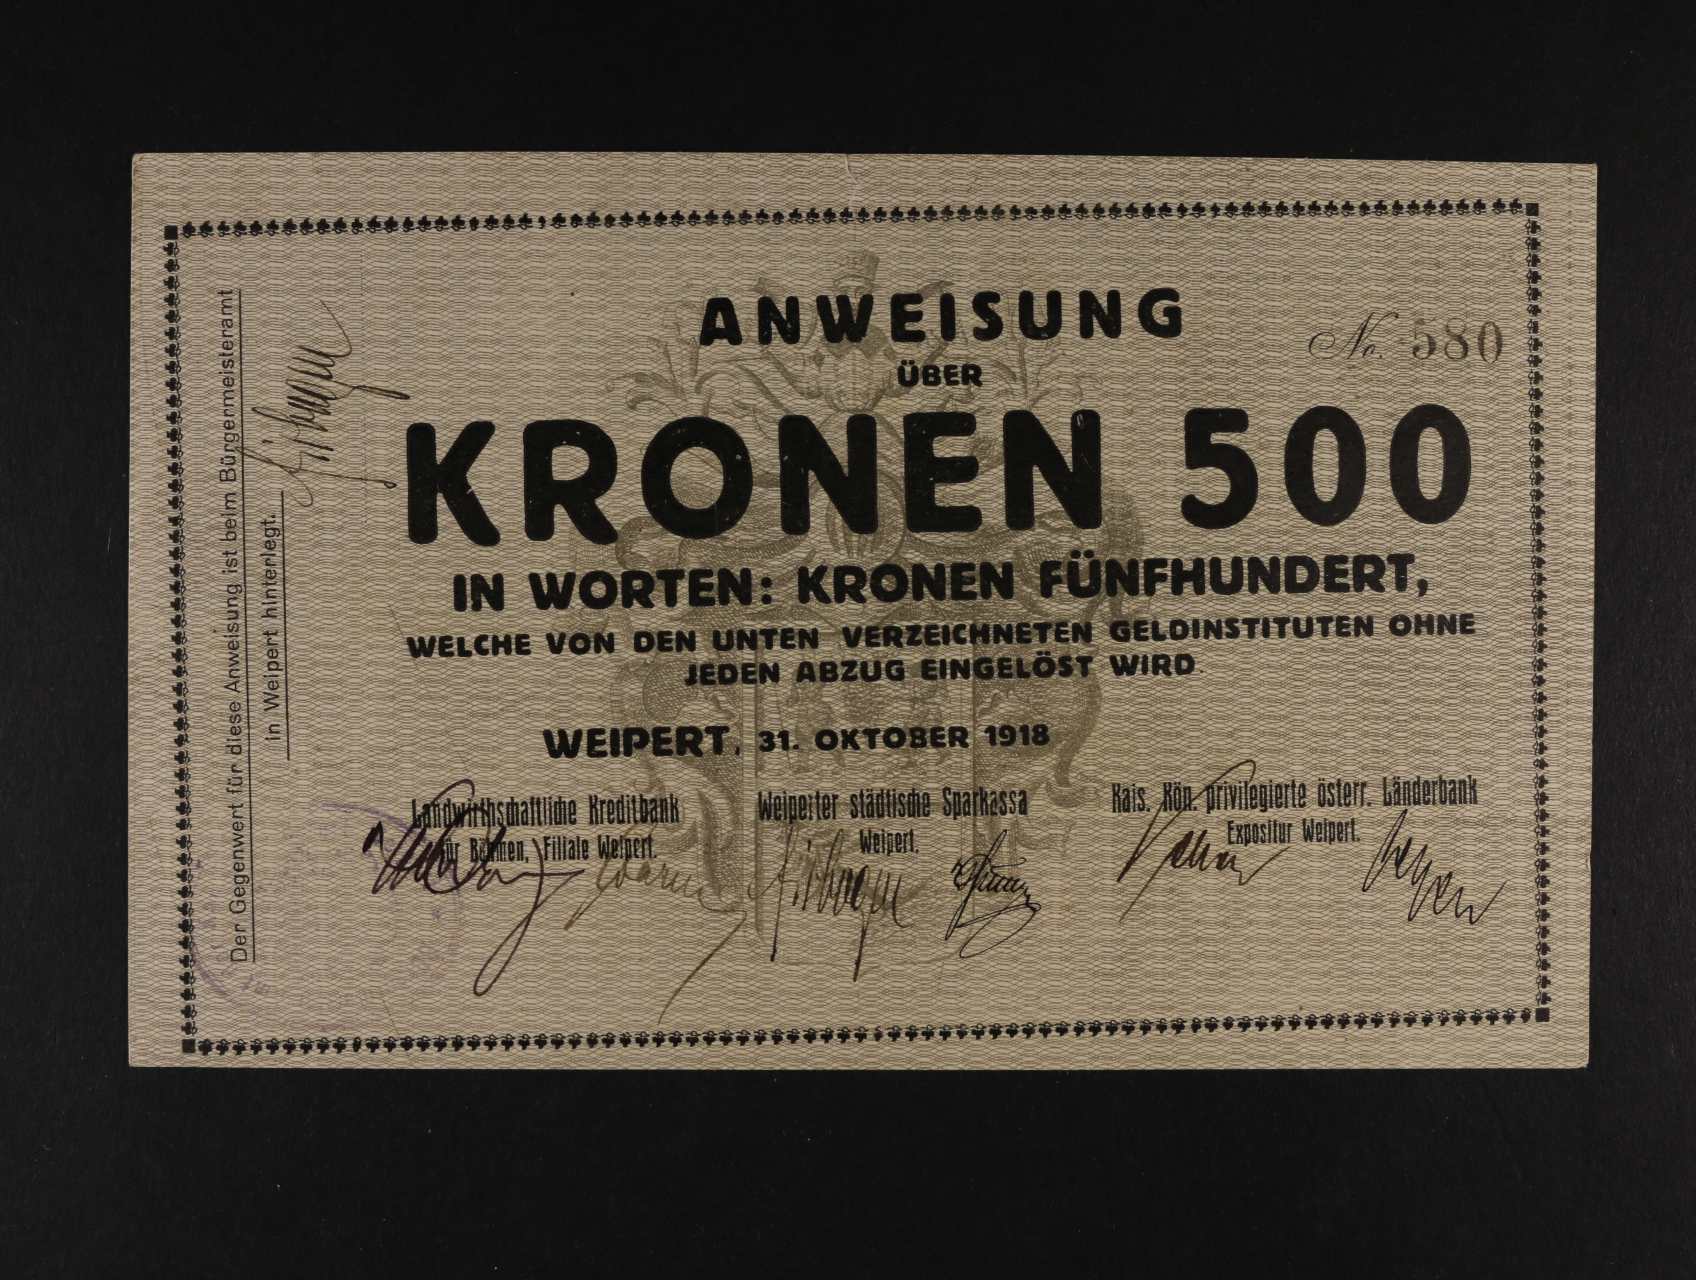 ANWEISUNG
ÜBER
No. 580
KRONEN 500
IN WORTEN: KRONEN FÜNFHUNDERT,
WELCHE VON DEN UNTEN VERZEICHNETEN GELDINSTITUTEN OHNE
JEDEN ABZUG EINGELÖST WIRD
WEIPERT, 31. OKTOBER 1918
Landwirthschaftliche Kreditbank
für Böhmen, Filiale Weipert.
Weiperter städtische Sparkassa
Weipert.
Kais. Kön. privilegierte österr. Länderbank
Expositur Weipert.
Der Gegenwert für diese Anweisung ist beim Bürgermeisteramt
in Weipert hinterlegt.